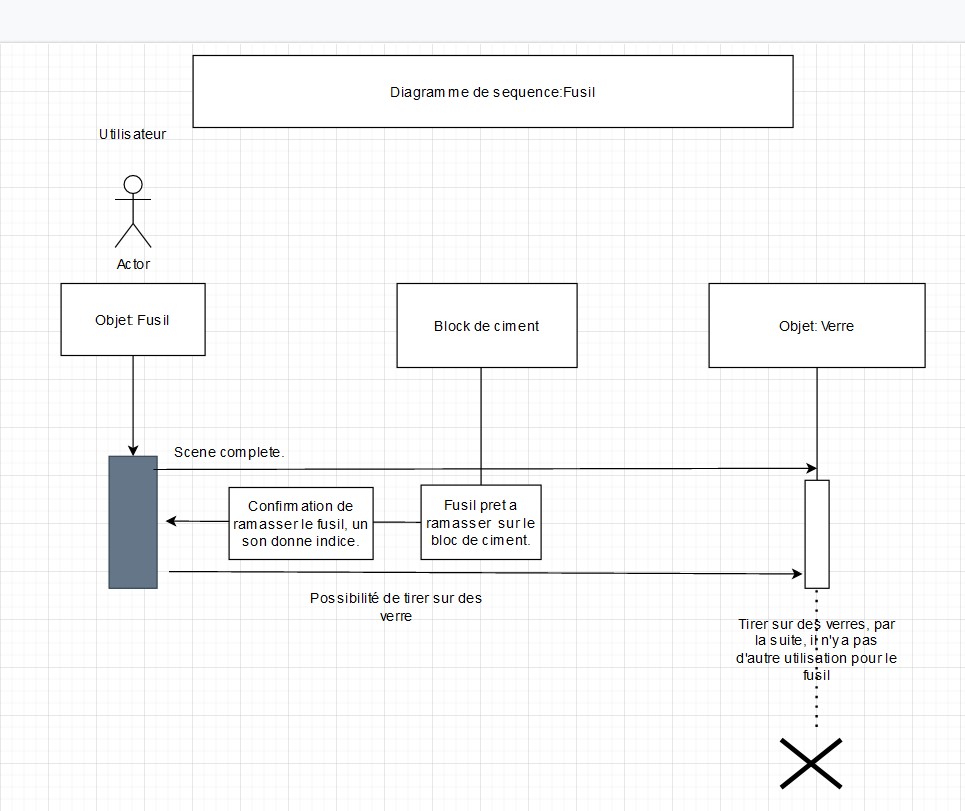 Diagramme de sequence:Fusil
Utilisateur
Actor
Objet: Fusil
Block de ciment
Objet: Verre
Scene complete.
Confirmation de
ramasser le fusil, un
son donne indice.
Fusil pret a
ramasser sur le
bloc de ciment.
Possibilité de tirer sur des
verre
Tirer sur des verres, par
la suite, il n'y a pas
d'autre utilisation pour le
fusil